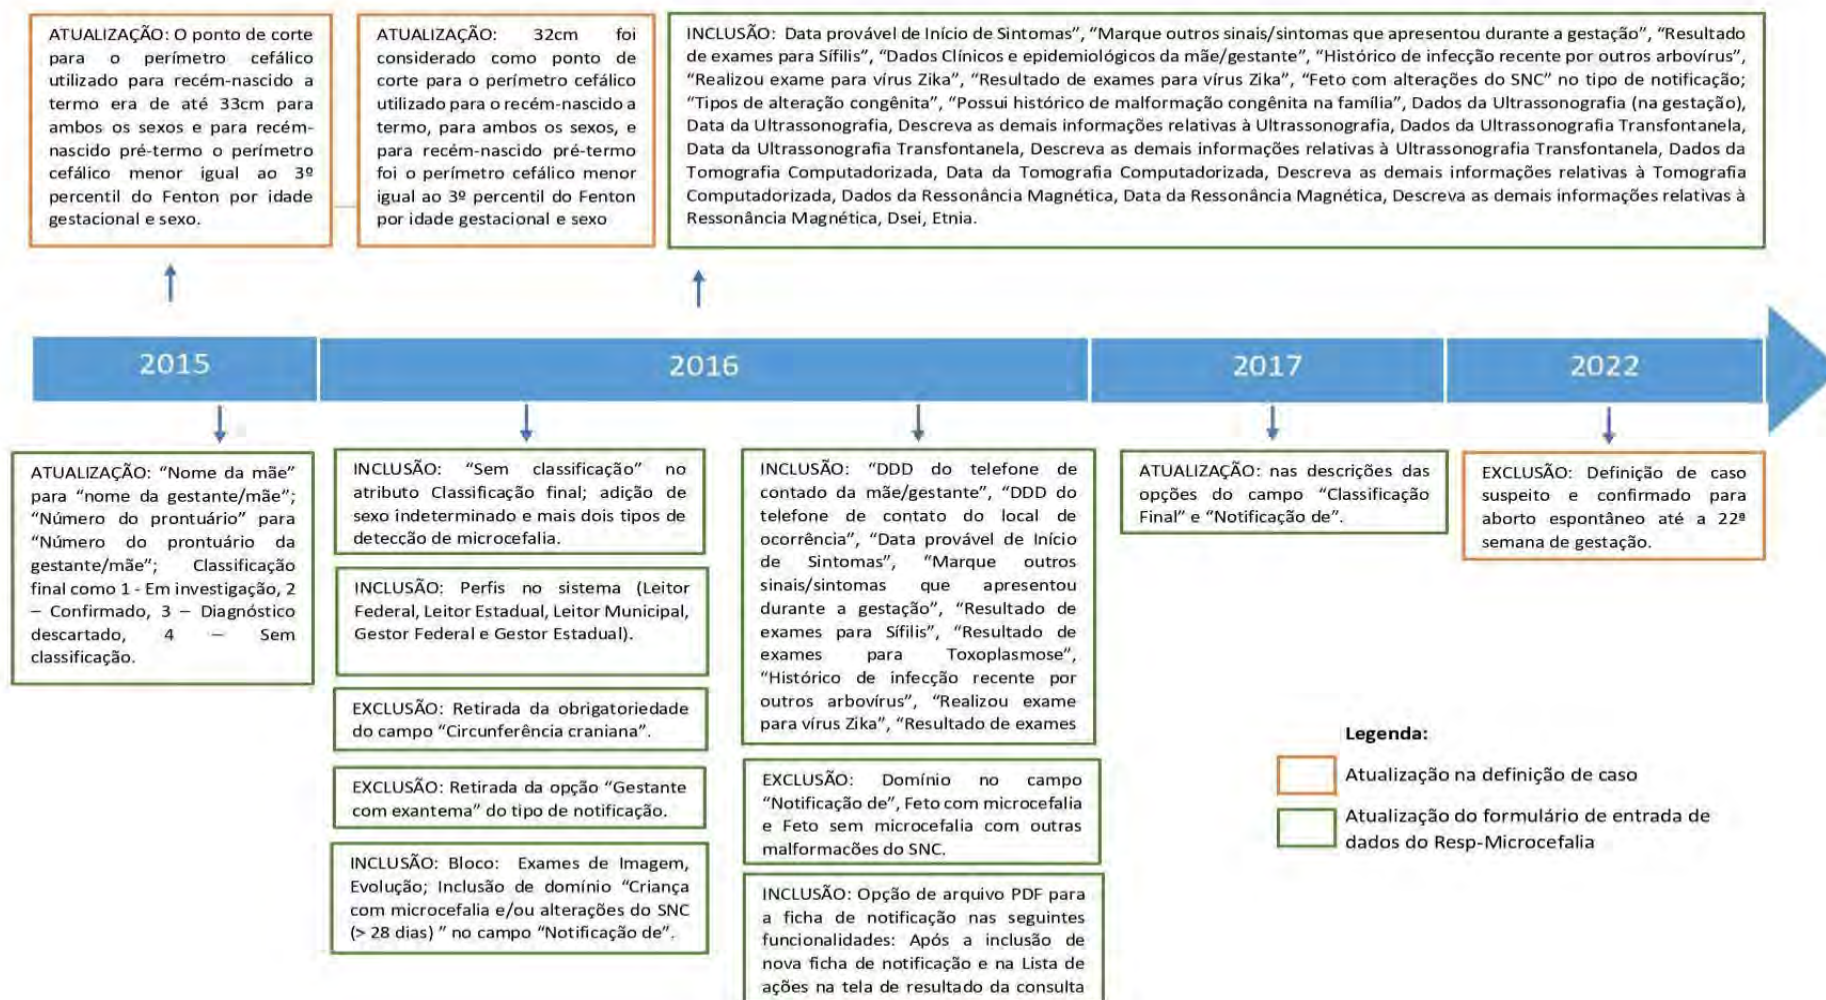 ATUALIZAÇÃO: O ponto de corte
para o perímetro cefálico
utilizado para recém-nascido a
termo era de até 33cm para
ambos os sexos e para recém-
nascido pré-termo o perímetro
cefálico menor igual ao 3º
percentil do Fenton por idade
gestacional e sexo.
ATUALIZAÇÃO: 32cm foi
considerado como ponto de
corte para o perímetro cefálico
utilizado para o recém-nascido a
termo, para ambos os sexos, e
para recém-nascido pré-termo
foi o perímetro cefálico menor
igual ao 3º percentil do Fenton
por idade gestacional e sexo
INCLUSÃO: Data provável de Início de Sintomas”, “Marque outros sinais/sintomas que apresentou durante a gestação”, “Resultado
de exames para Sífilis”, “Dados Clínicos e epidemiológicos da mãe/gestante”, “Histórico de infecção recente por outros arbovírus”,
“Realizou exame para vírus Zika”, “Resultado de exames para vírus Zika”, “Feto com alterações do SNC” no tipo de notificação;
“Tipos de alteração congênita”, “Possui histórico de malformação congênita na família”, Dados da Ultrassonografia (na gestação),
Data da Ultrassonografia, Descreva as demais informações relativas à Ultrassonografia, Dados da Ultrassonografia Transfontanela,
Data da Ultrassonografia Transfontanela, Descreva as demais informações relativas à Ultrassonografia Transfontanela, Dados da
Tomografia Computadorizada, Data da Tomografia Computadorizada, Descreva as demais informações relativas à Tomografia
Computadorizada, Dados da Ressonância Magnética, Data da Ressonância Magnética, Descreva as demais informações relativas à
Ressonância Magnética, Dsei, Etnia.
2015
2016
2017
2022
ATUALIZAÇÃO: “Nome da mãe”
para “nome da gestante/mãe”;
“Número do prontuário” para
“Número do prontuário da
gestante/mãe”; Classificação
final como 1 - Em investigação, 2
– Confirmado, 3 – Diagnóstico
descartado, 4 – Sem
classificação.
INCLUSÃO: “Sem classificação” no
atributo Classificação final; adição de
sexo indeterminado e mais dois tipos de
detecção de microcefalia.
INCLUSÃO: Perfis no sistema (Leitor
Federal, Leitor Estadual, Leitor Municipal,
Gestor Federal e Gestor Estadual).
EXCLUSÃO: Retirada da obrigatoriedade
do campo “Circunferência craniana”.
EXCLUSÃO: Retirada da opção “Gestante
com exantema” do tipo de notificação.
INCLUSÃO: Bloco: Exames de Imagem,
Evolução; Inclusão de domínio “Criança
com microcefalia e/ou alterações do SNC
(> 28 dias) ” no campo “Notificação de”.
INCLUSÃO: “DDD do telefone de
contado da mãe/gestante”, “DDD do
telefone de contato do local de
ocorrência”, “Data provável de Início
de Sintomas”, “Marque outros
sinais/sintomas que apresentou
durante a gestação”, “Resultado de
exames para Sífilis”, “Resultado de
exames para Toxoplasmose”,
“Histórico de infecção recente por
outros arbovírus”, “Realizou exame
para vírus Zika”, “Resultado de exames
EXCLUSÃO: Domínio no campo
“Notificação de”, Feto com microcefalia
e Feto sem microcefalia com outras
malformações do SNC.
INCLUSÃO: Opção de arquivo PDF para
a ficha de notificação nas seguintes
funcionalidades: Após a inclusão de
nova ficha de notificação e na Lista de
ações na tela de resultado da consulta
ATUALIZAÇÃO: nas descrições das
opções do campo “Classificação
Final” e “Notificação de”.
EXCLUSÃO: Definição de caso
suspeito e confirmado para
aborto espontâneo até a 22ª
semana de gestação.
Legenda:
Atualização na definição de caso
Atualização do formulário de entrada de
dados do Resp-Microcefalia